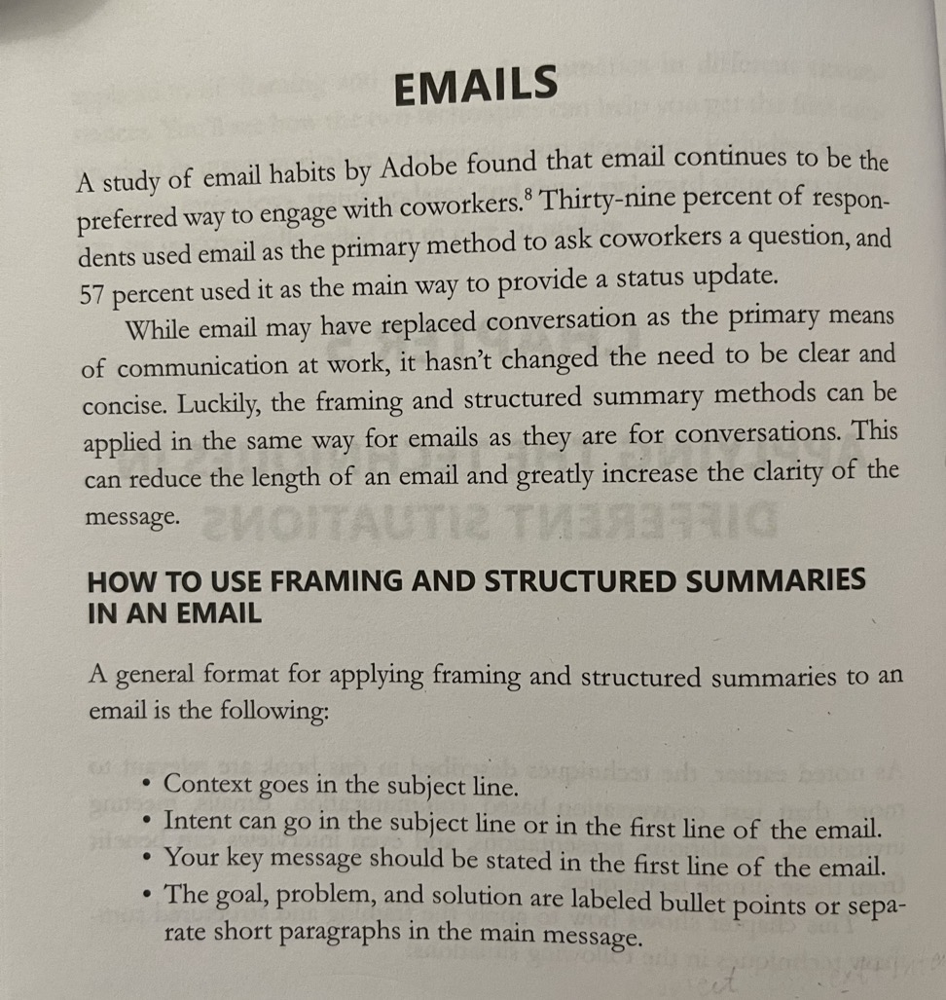 EMAILS
A study of email habits by Adobe found that email continues to be the
preferred way to engage with coworkers.⁸ Thirty-nine percent of respon-
dents used email as the primary method to ask coworkers a question, and
57 percent used it as the main way to provide a status update.
While email may have replaced conversation as the primary means
of communication at work, it hasn't changed the need to be clear and
concise. Luckily, the framing and structured summary methods can be
applied in the same way for emails as they are for conversations. This
can reduce the length of an email and greatly increase the clarity of the
message.
HOW TO USE FRAMING AND STRUCTURED SUMMARIES
IN AN EMAIL
A general format for applying framing and structured summaries to an
email is the following:
• Context goes in the subject line.
• Intent can go in the subject line or in the first line of the email.
• Your key message should be stated in the first line of the email.
• The goal, problem, and solution are labeled bullet points or sepa-
rate short paragraphs in the main message.